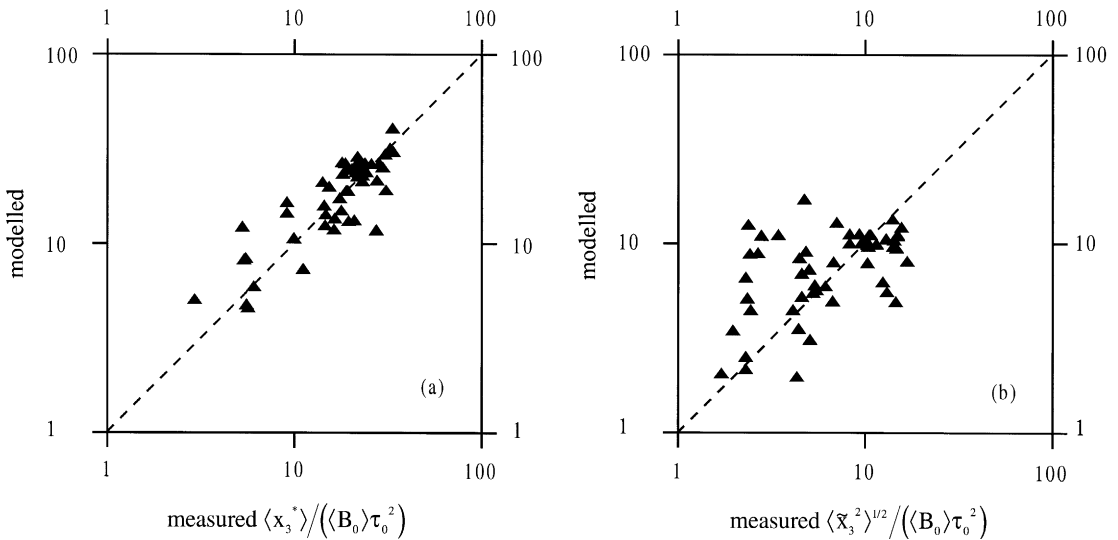 1 10 100 1 10 100
100 100 100 100
modelled modelled
10 10 10 10
(a) (b)
1 1 1 1
1 10 100 1 10 100
measured ⟨x₃*⟩/(⟨B₀⟩τ₀²) measured ⟨x̃₃²⟩^1/2/(⟨B₀⟩τ₀²)